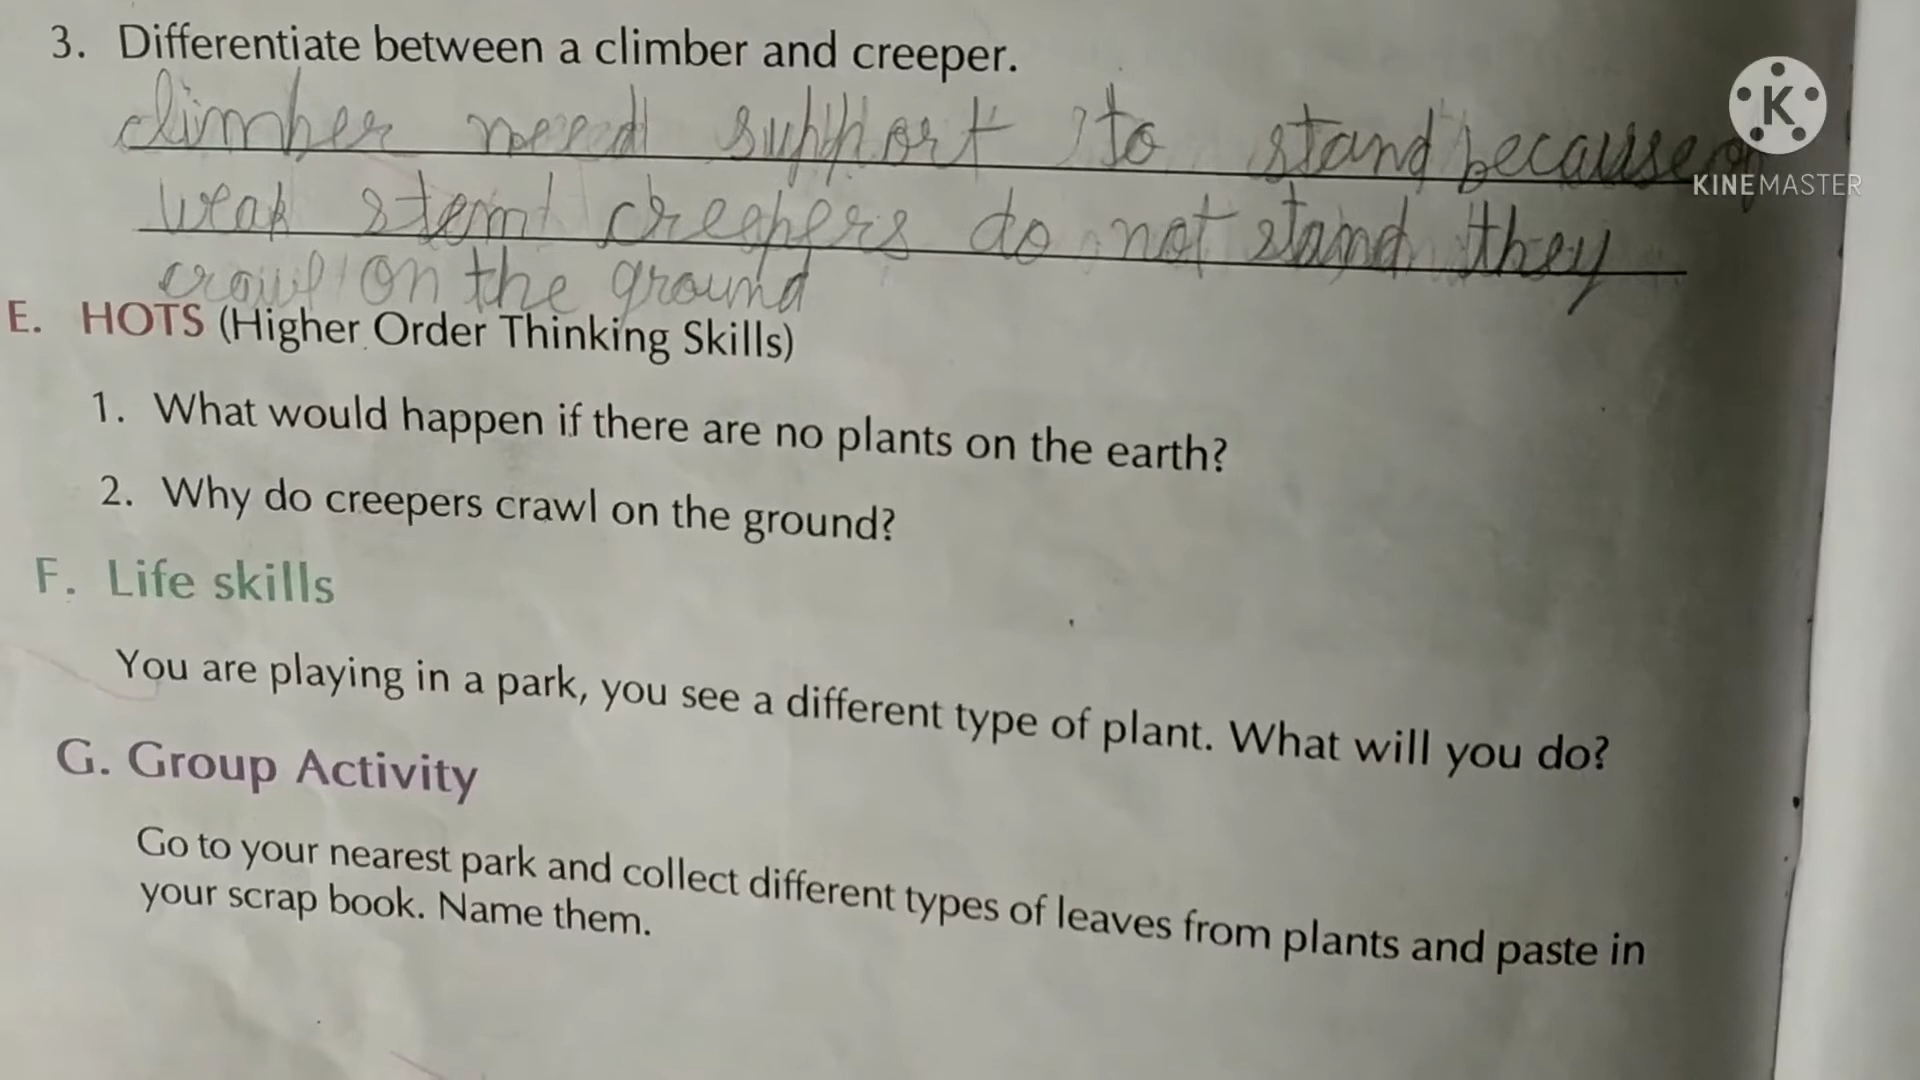 3. Differentiate between a climber and creeper.
climber need support to stand because of
weak stem creepers do not stand they
crawl on the ground
E. HOTS (Higher Order Thinking Skills)
1. What would happen if there are no plants on the earth?
2. Why do creepers crawl on the ground?
F. Life skills
You are playing in a park, you see a different type of plant. What will you do?
G. Group Activity
Go to your nearest park and collect different types of leaves from plants and paste in
your scrap book. Name them.
K
KINEMASTER